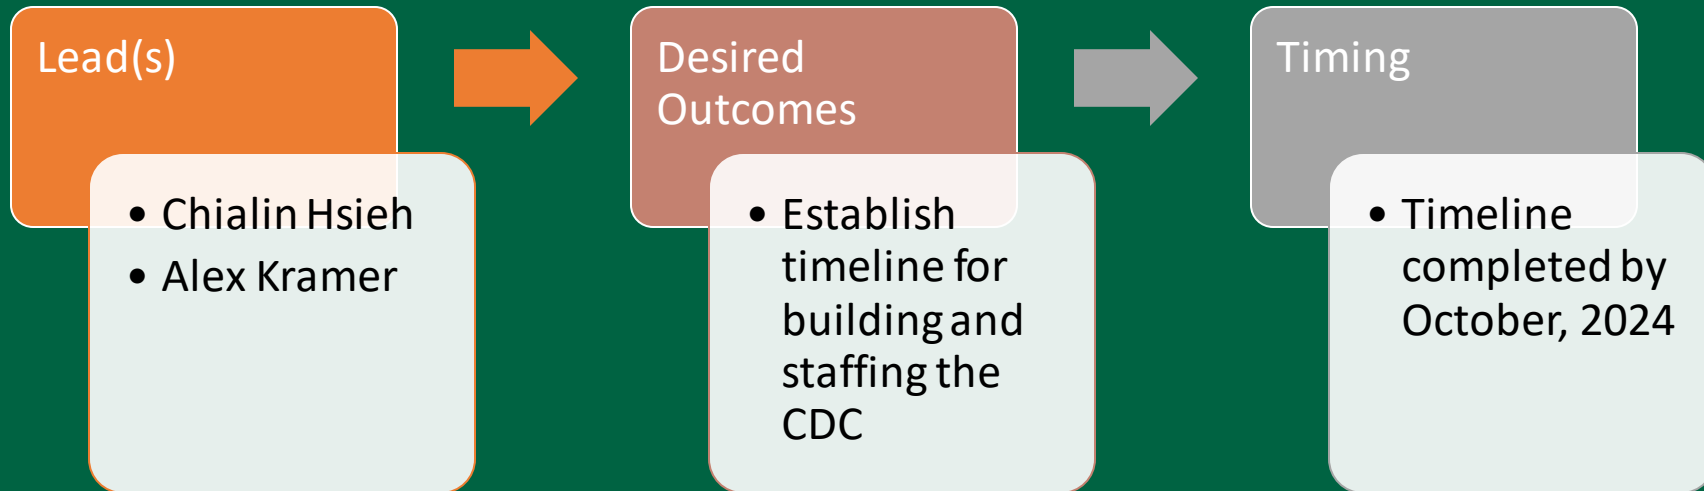 Lead(s)
• Chialin Hsieh
• Alex Kramer
Desired
Outcomes
• Establish
timeline for
building and
staffing the
CDC
Timing
• Timeline
completed by
October, 2024